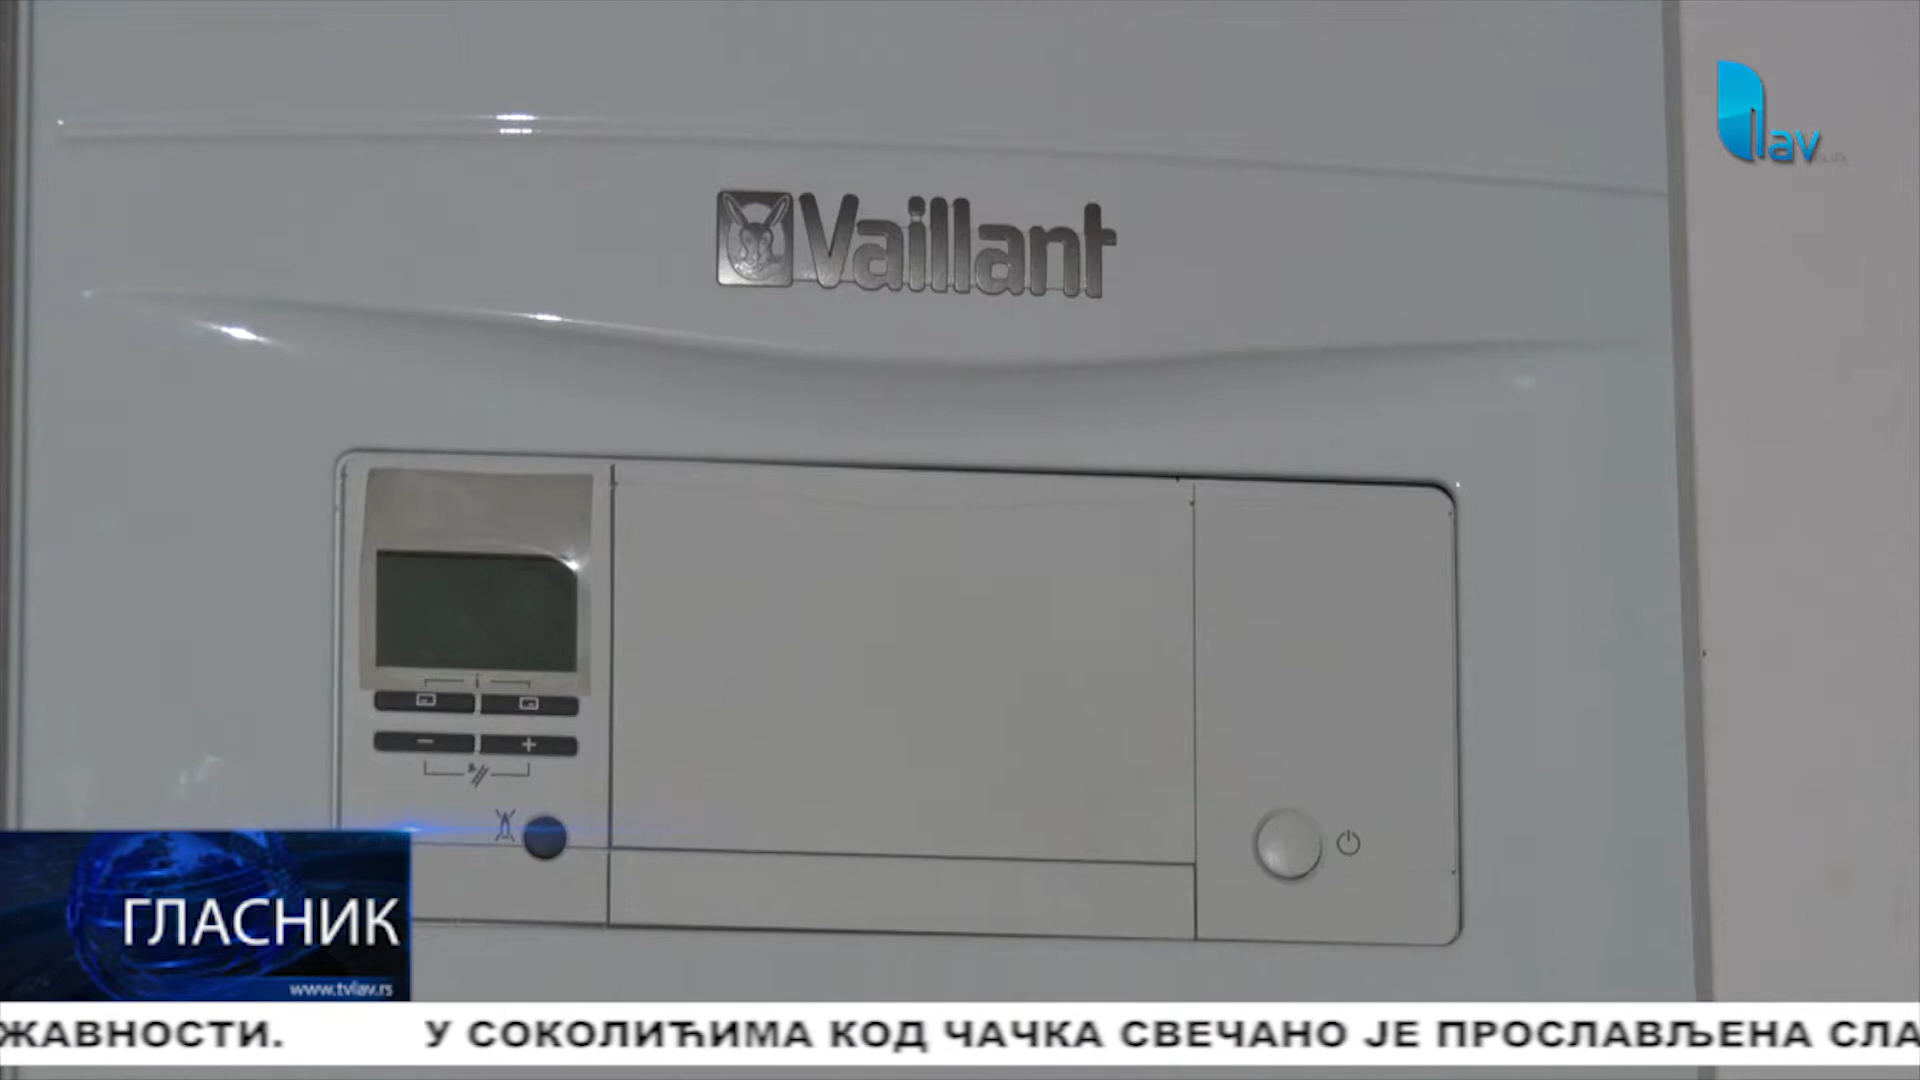 lav
Vaillant
ГЛАСНИК
www.tvlav.rs
ЖАВНОСТИ. У СОКОЛИЋИМА КОД ЧАЧКА СВЕЧАНО ЈЕ ПРОСЛАВЉЕНА СЛА